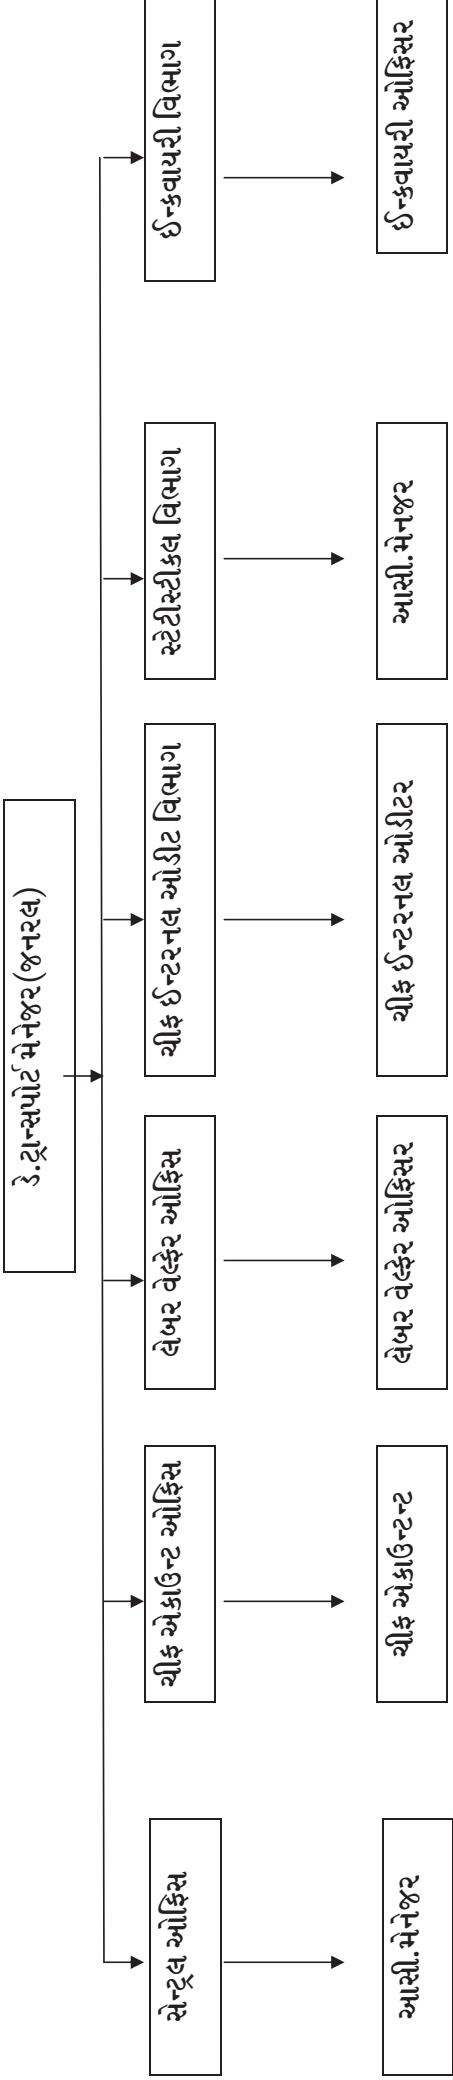 ડે.ટ્રાન્સપોર્ટ મેનેજર(જનરલ)
સેન્ટ્રલ ઓફિસ
ચીફ એકાઉન્ટ ઓફિસ
લેબર વેલ્ફેર ઓફિસ
ચીફ ઈન્ટરનલ ઓડીટ વિભાગ
સ્ટેટીસ્ટીકલ વિભાગ
ઈન્કવાયરી વિભાગ
આસી.મેનેજર
ચીફ એકાઉન્ટન્ટ
લેબર વેલ્ફેર ઓફિસર
ચીફ ઈન્ટરનલ ઓડીટર
આસી.મેનજર
ઈન્કવાયરી ઓફિસર